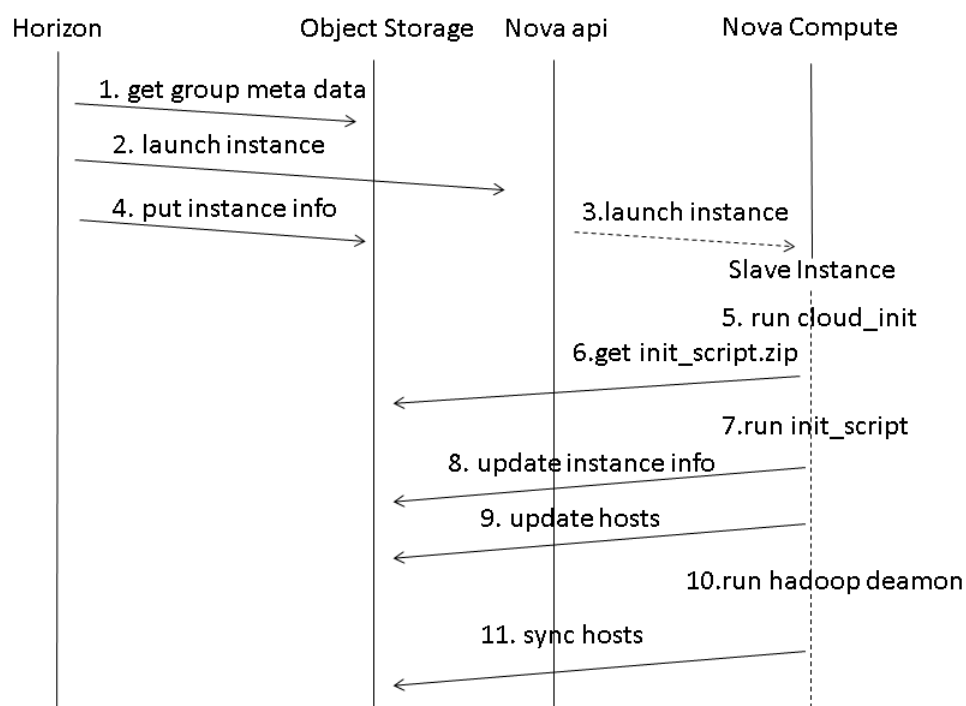 Horizon Object Storage Nova api Nova Compute
1. get group meta data
2. launch instance
4. put instance info
3.launch instance
Slave Instance
5. run cloud_init
6.get init_script.zip
7.run init_script
8. update instance info
9. update hosts
10.run hadoop deamon
11. sync hosts